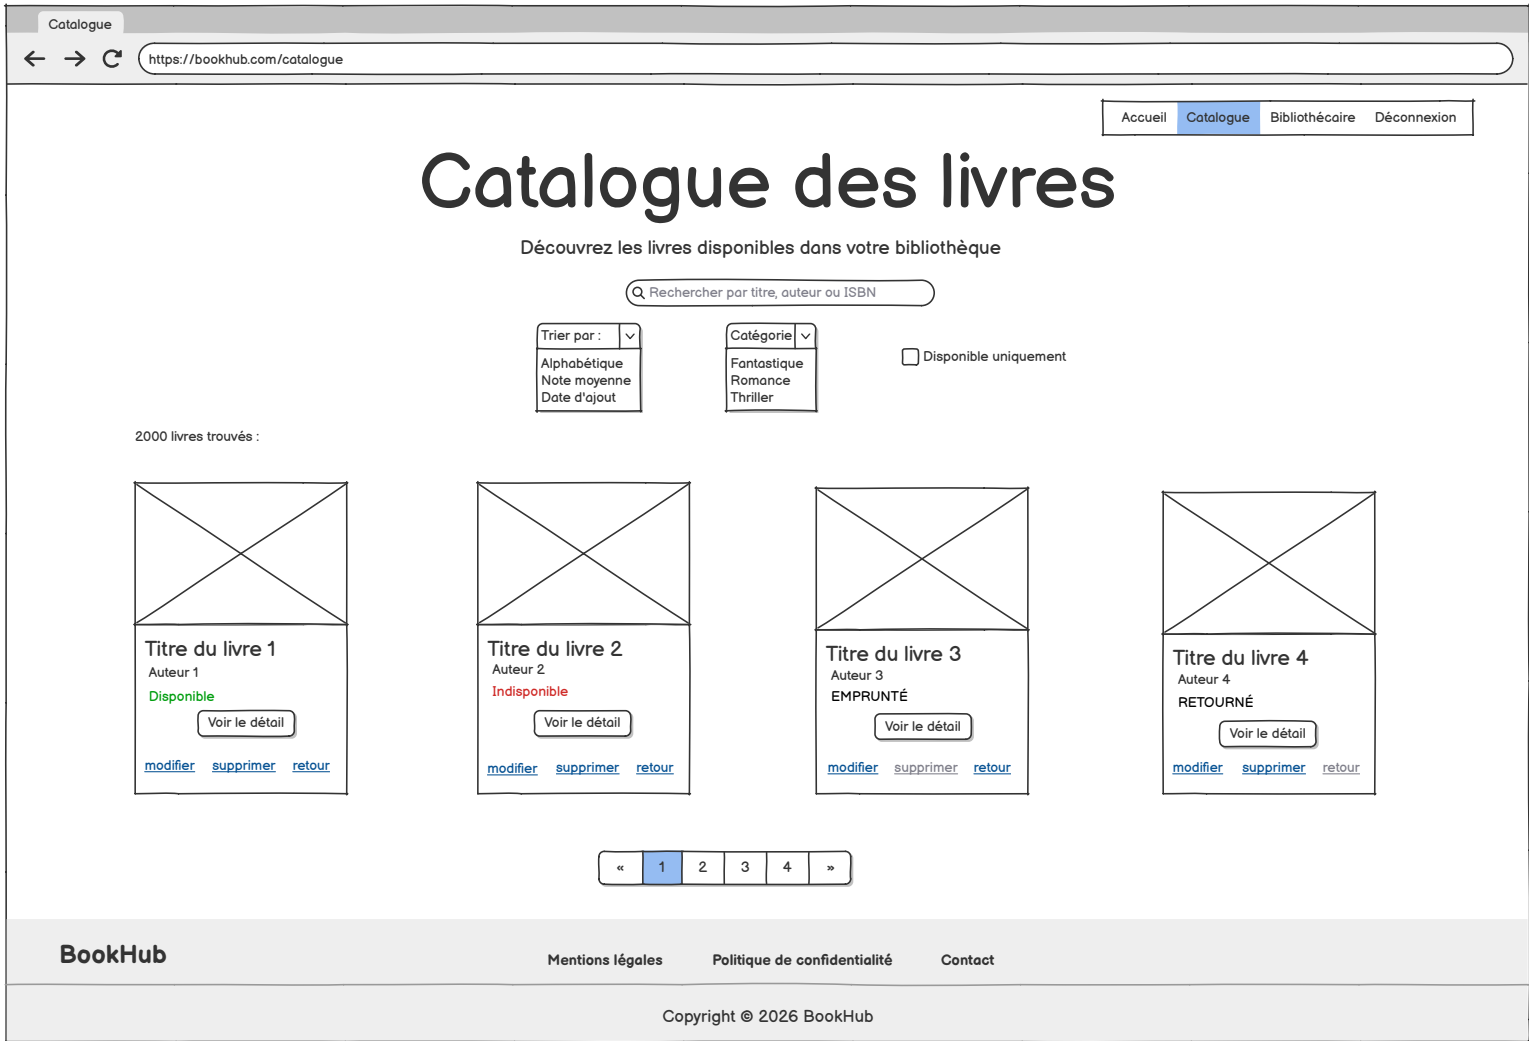 Catalogue
https://bookhub.com/catalogue
Accueil Catalogue Bibliothécaire Déconnexion
Catalogue des livres
Découvrez les livres disponibles dans votre bibliothèque
Rechercher par titre, auteur ou ISBN
Trier par :
Alphabétique
Note moyenne
Date d'ajout
Catégorie
Fantastique
Romance
Thriller
Disponible uniquement
2000 livres trouvés :
Titre du livre 1
Auteur 1
Disponible
Voir le détail
modifier supprimer retour
Titre du livre 2
Auteur 2
Indisponible
Voir le détail
modifier supprimer retour
Titre du livre 3
Auteur 3
EMPRUNTÉ
Voir le détail
modifier supprimer retour
Titre du livre 4
Auteur 4
RETOURNÉ
Voir le détail
modifier supprimer retour
« 1 2 3 4 »
BookHub
Mentions légales Politique de confidentialité Contact
Copyright © 2026 BookHub